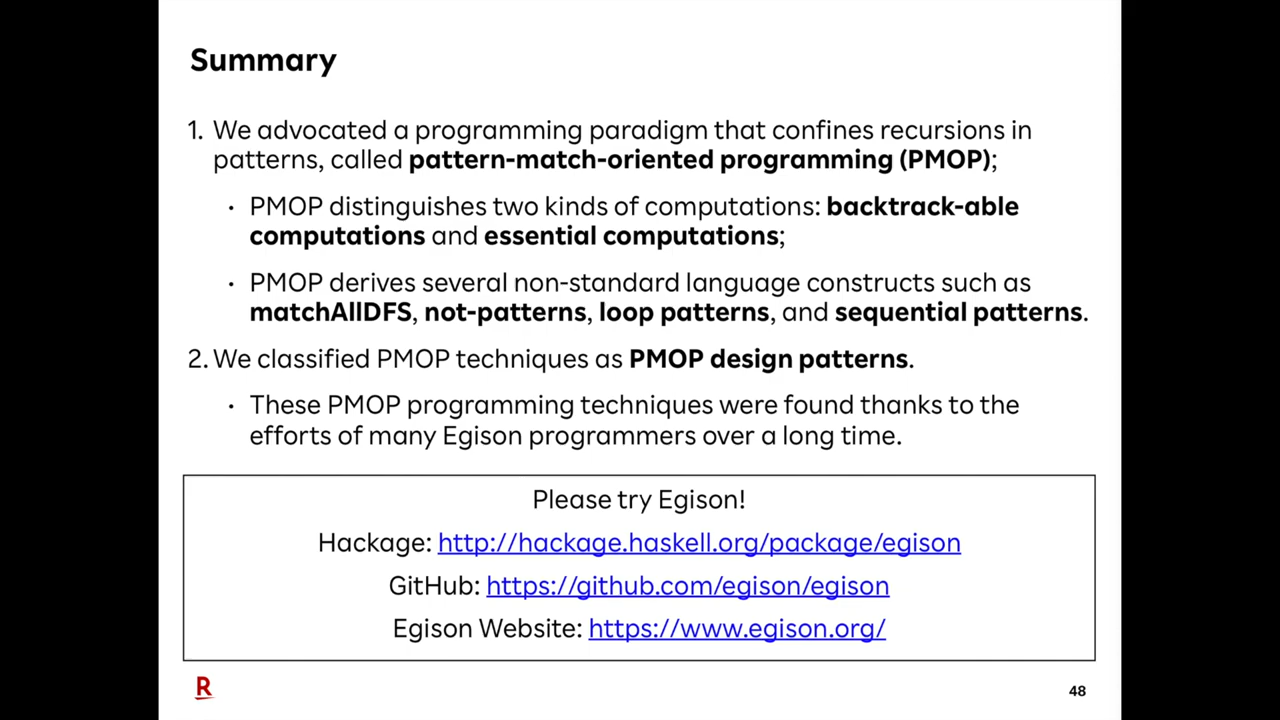 Summary
1. We advocated a programming paradigm that confines recursions in
patterns, called pattern-match-oriented programming (PMOP);
• PMOP distinguishes two kinds of computations: backtrack-able
computations and essential computations;
• PMOP derives several non-standard language constructs such as
matchAllDFS, not-patterns, loop patterns, and sequential patterns.
2. We classified PMOP techniques as PMOP design patterns.
• These PMOP programming techniques were found thanks to the
efforts of many Egison programmers over a long time.
Please try Egison!
Hackage: http://hackage.haskell.org/package/egison
GitHub: https://github.com/egison/egison
Egison Website: https://www.egison.org/
R
48